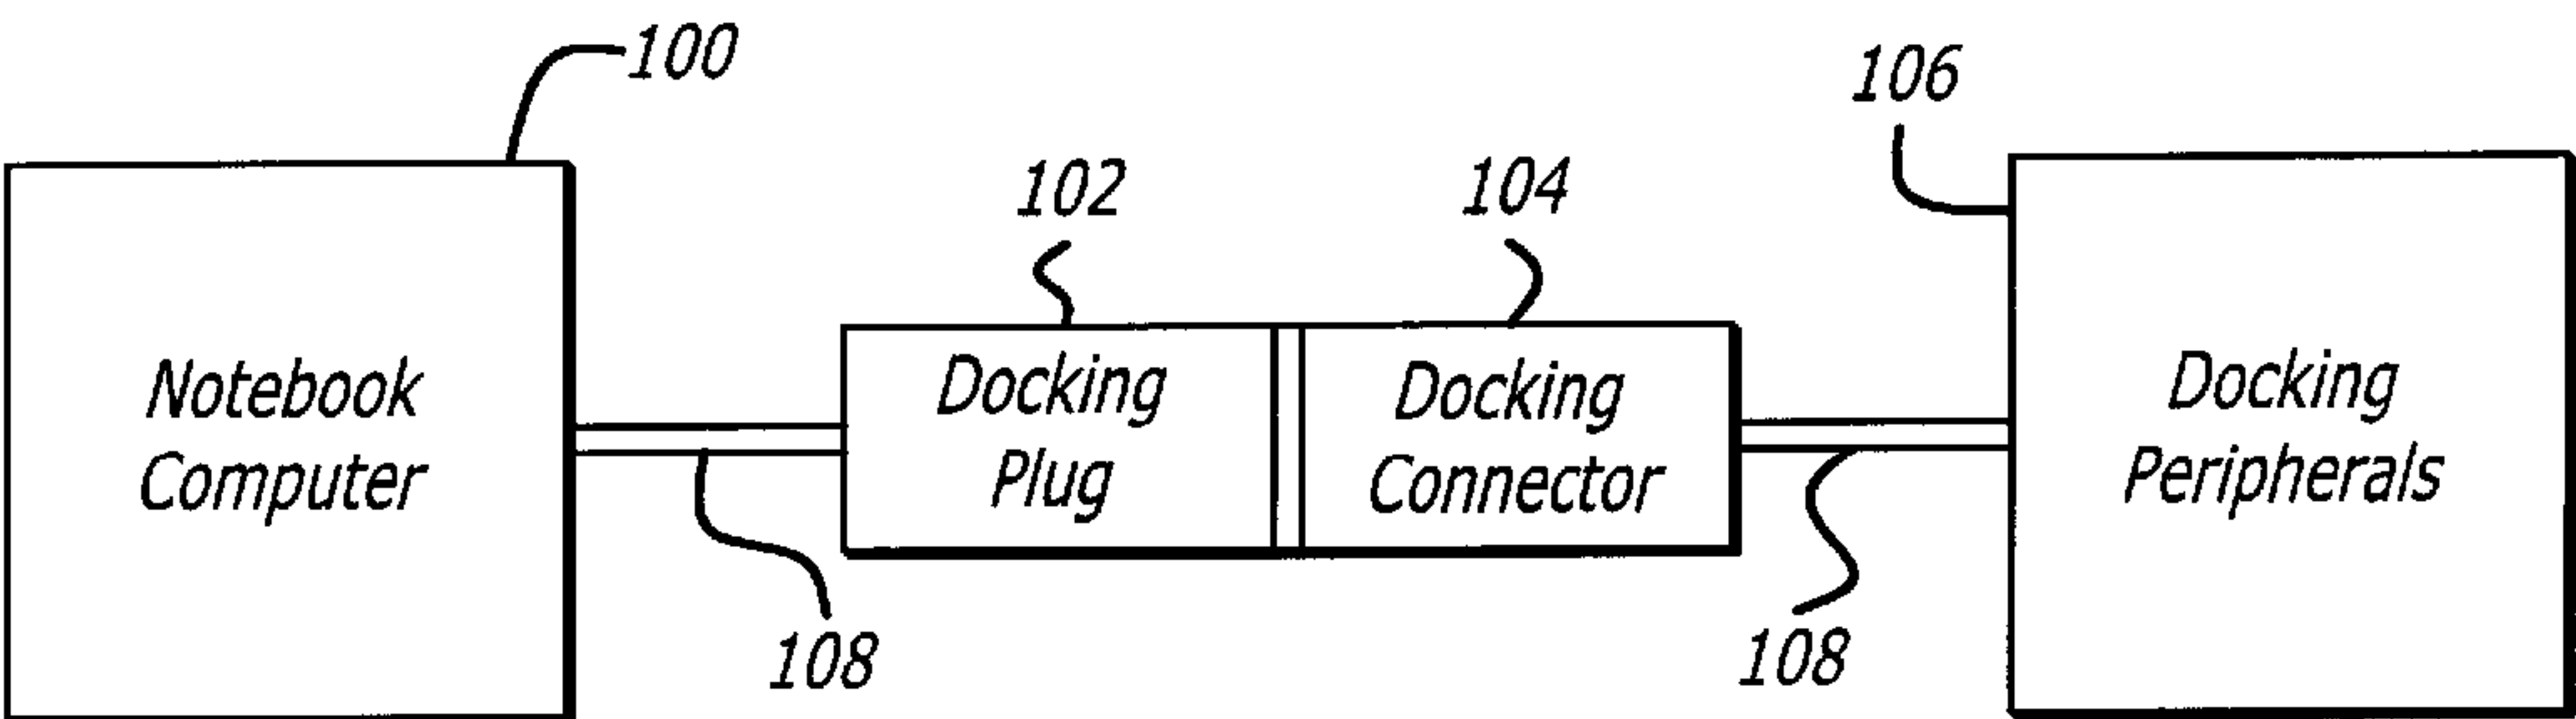 100
106
102
104
Notebook
Computer
Docking
Plug
Docking
Connector
Docking
Peripherals
108
108